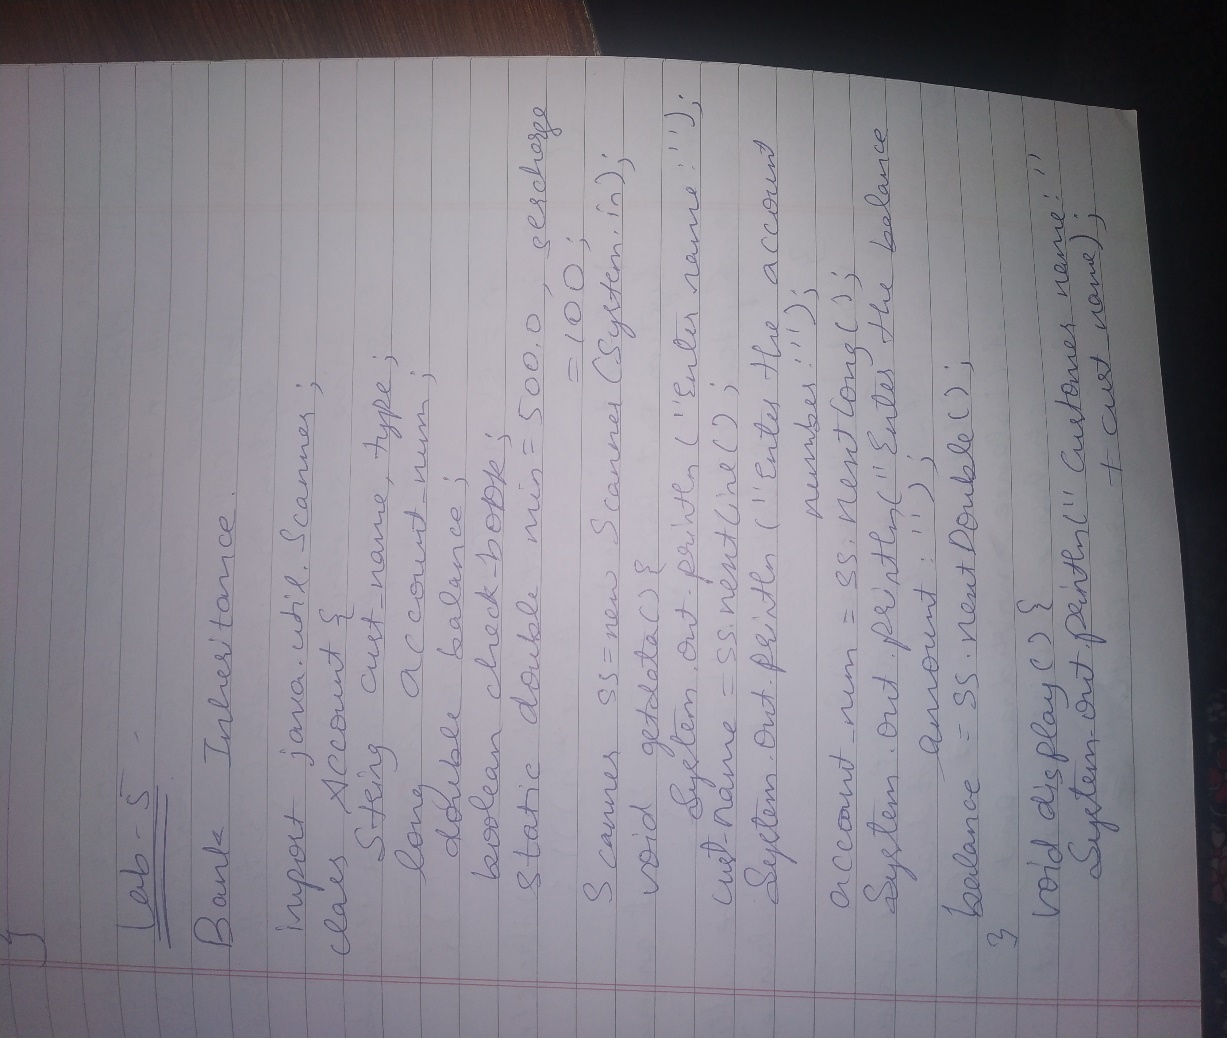 }
Lab-5
Bank Inheritance
import java.util.Scanner;
class Account {
String cust_name, type;
long account_num;
double balance;
boolean check_book;
static double min = 500.0, sercharge
= 100;
Scanner ss = new Scanner(System.in);
void getdata() {
System.out.println("Enter name:");
cust_name = ss.nextLine();
System.out.println("Enter the account
number:");
account_num = ss.nextLong();
System.out.println("Enter the balance
amount:");
balance = ss.nextDouble();
}
void display() {
System.out.println("Customer name:"
+ cust_name);